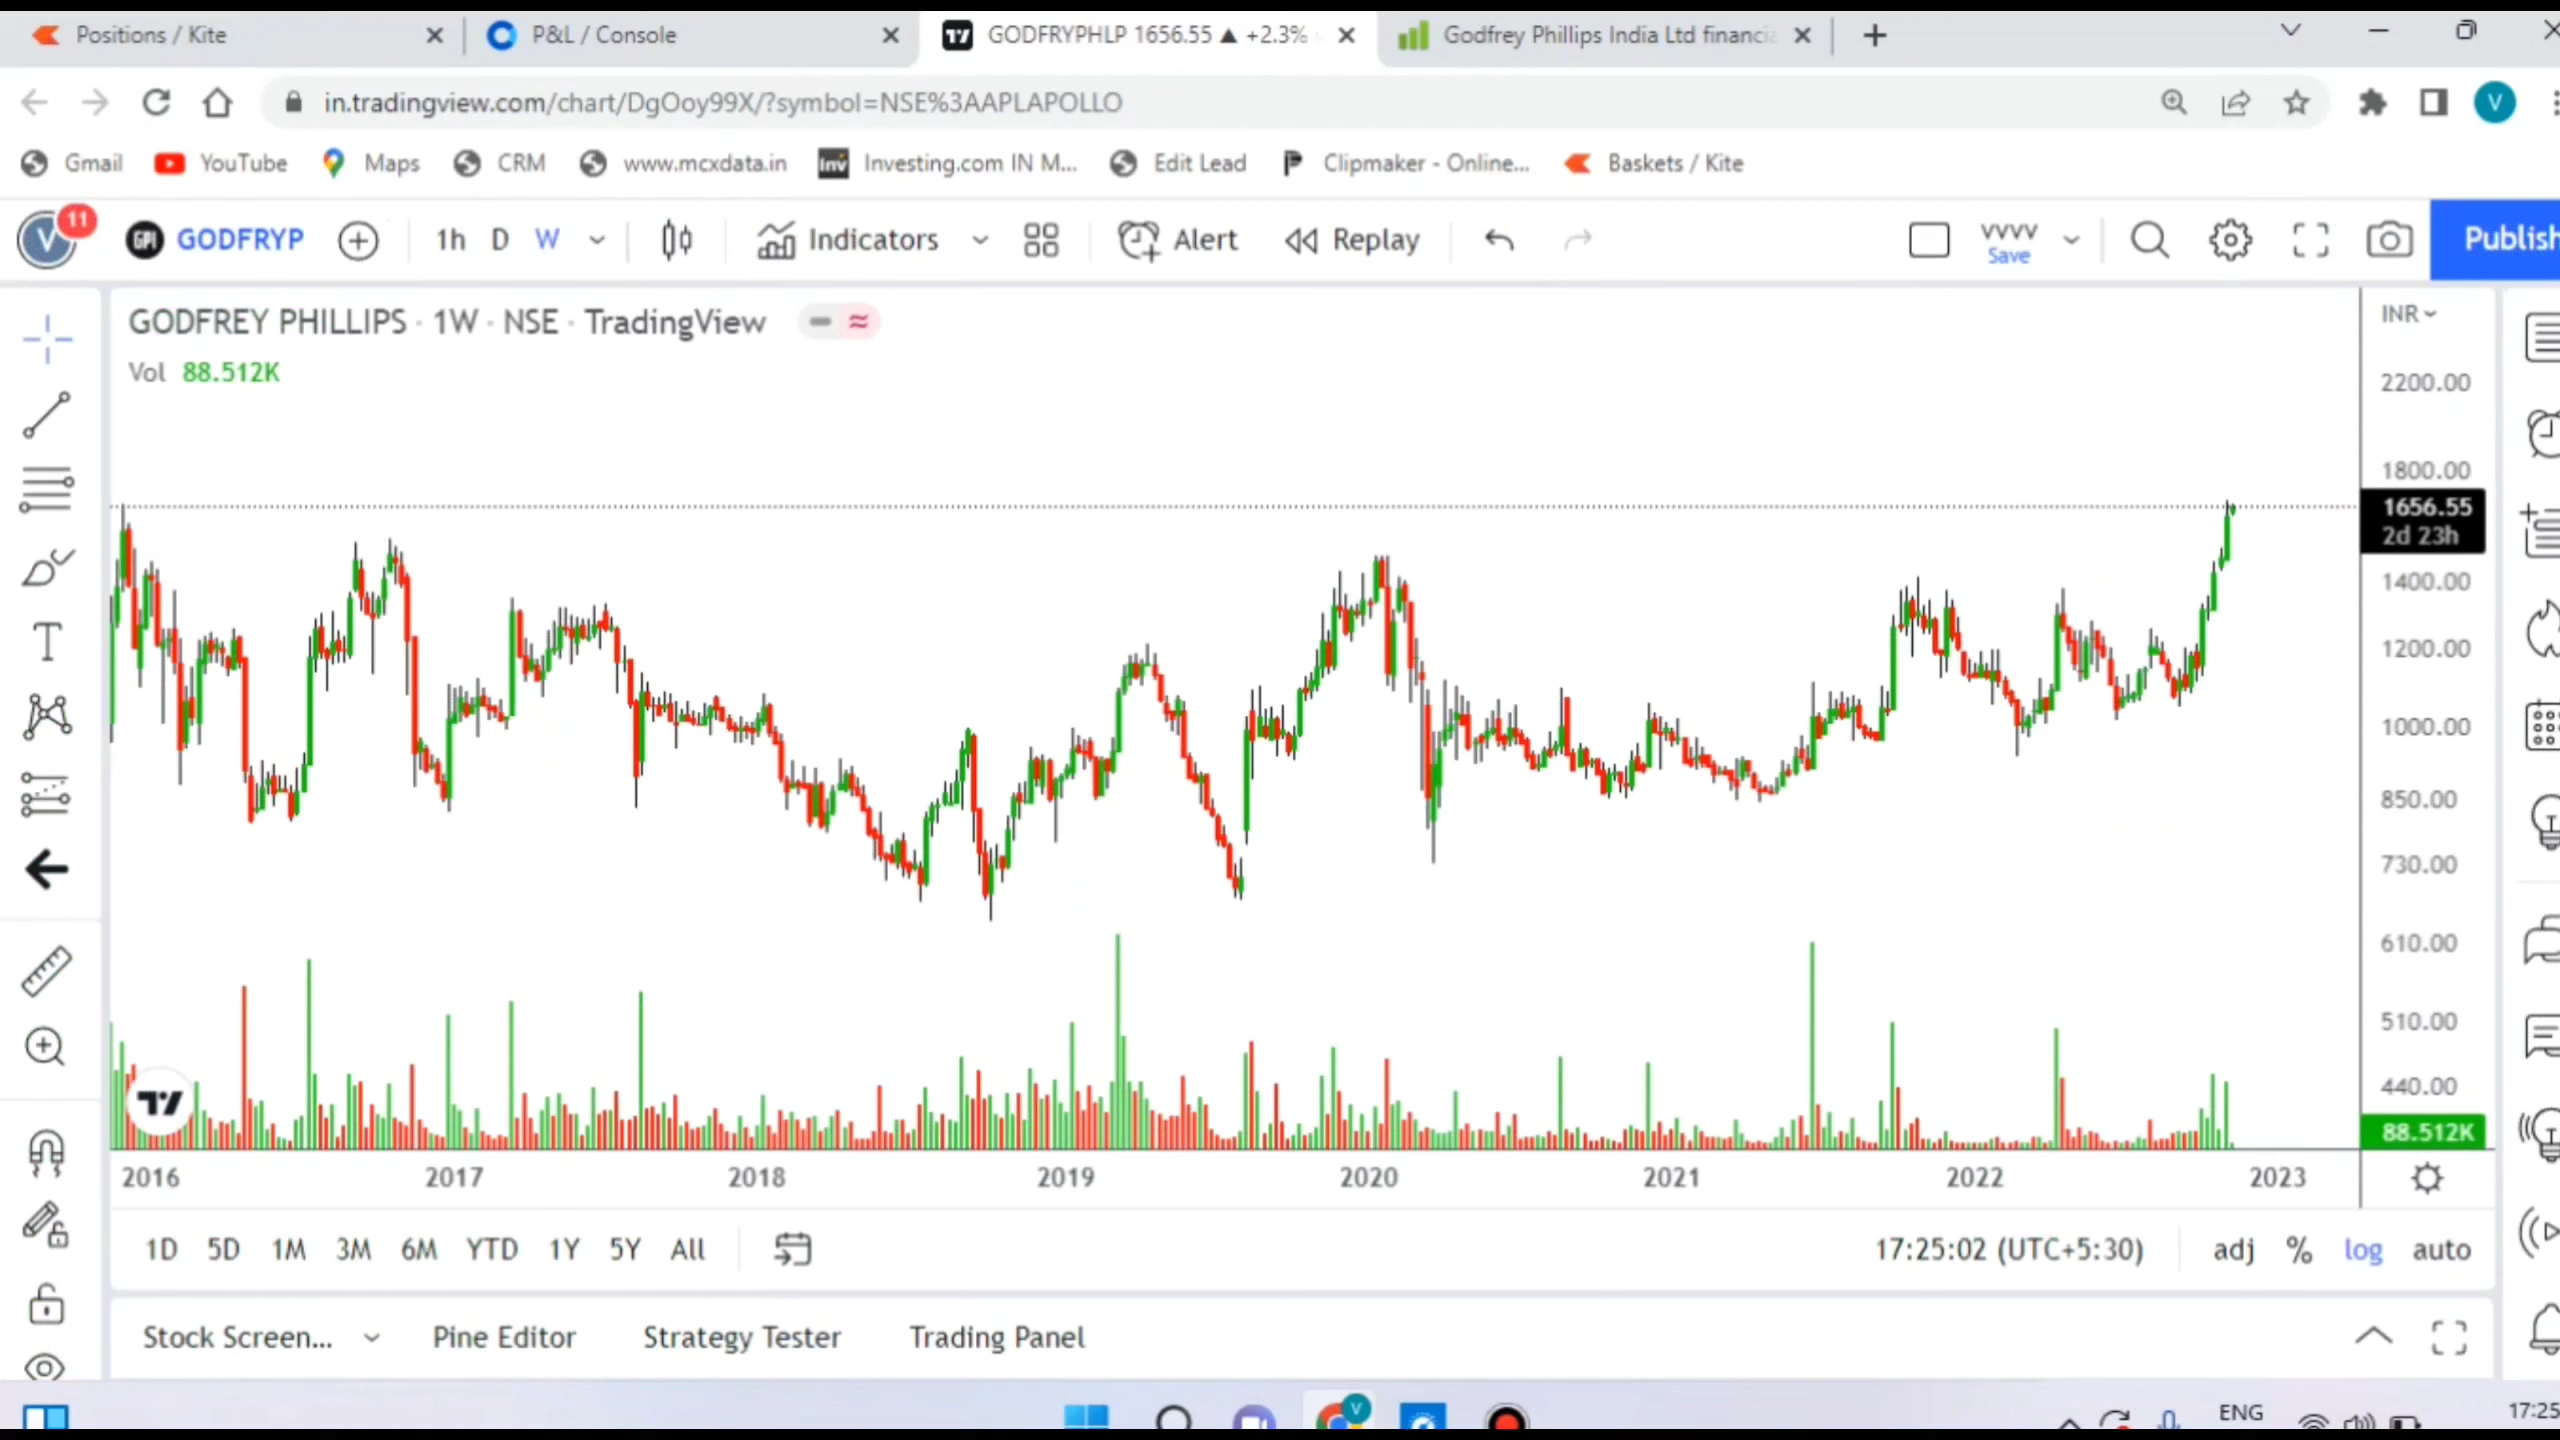 Positions / Kite
P&L / Console
GODFRYPHLP 1656.55 ▲ +2.3%
Godfrey Phillips India Ltd financia
in.tradingview.com/chart/DgOoy99X/?symbol=NSE%3AAPLAPOLLO
V
Gmail
YouTube
Maps
CRM
www.mcxdata.in
Inv
Investing.com IN M...
Edit Lead
Clipmaker - Online...
Baskets / Kite
V
11
GPI
GODFRYP
1h
D
W
Indicators
Alert
Replay
VVVV
Save
Publish
GODFREY PHILLIPS · 1W · NSE · TradingView
Vol 88.512K
INR
2200.00
1800.00
1656.55
2d 23h
1400.00
1200.00
1000.00
850.00
730.00
610.00
510.00
440.00
88.512K
2016
2017
2018
2019
2020
2021
2022
2023
1D
5D
1M
3M
6M
YTD
1Y
5Y
All
17:25:02 (UTC+5:30)
adj
%
log
auto
Stock Screen...
Pine Editor
Strategy Tester
Trading Panel
V
ENG
17:25